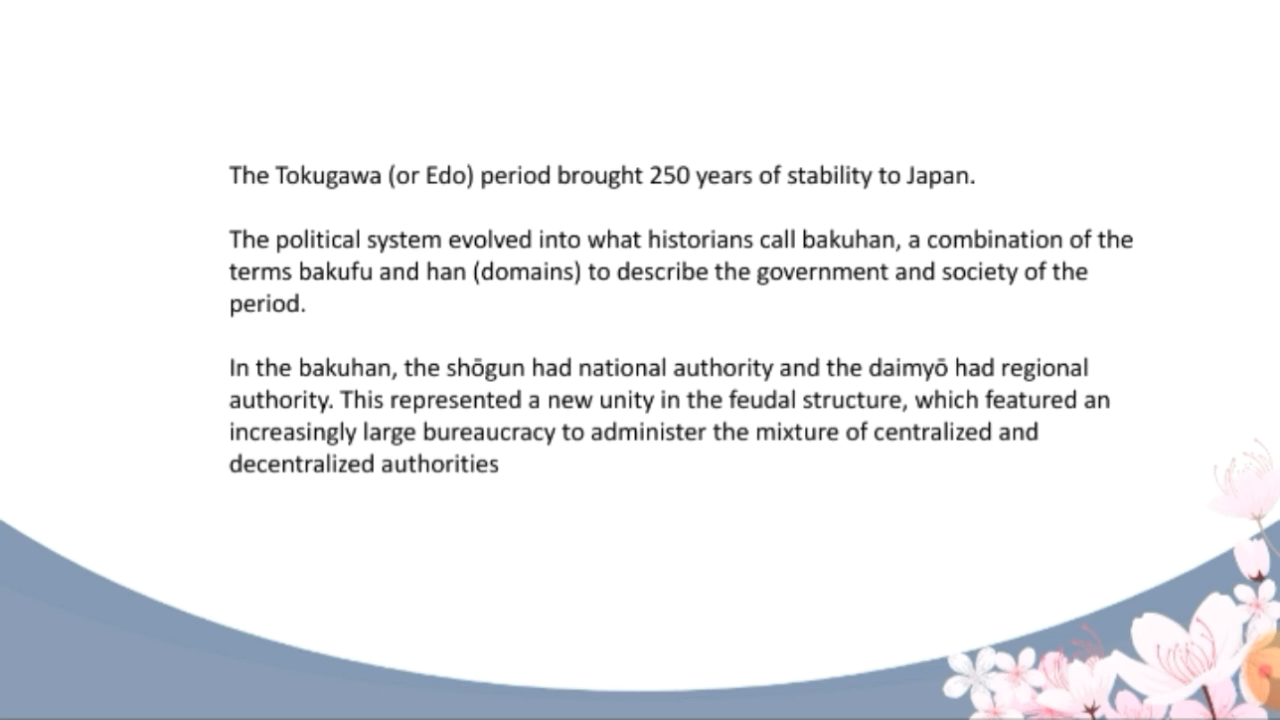 The Tokugawa (or Edo) period brought 250 years of stability to Japan.
The political system evolved into what historians call bakuhan, a combination of the
terms bakufu and han (domains) to describe the government and society of the
period.
In the bakuhan, the shōgun had national authority and the daimyō had regional
authority. This represented a new unity in the feudal structure, which featured an
increasingly large bureaucracy to administer the mixture of centralized and
decentralized authorities